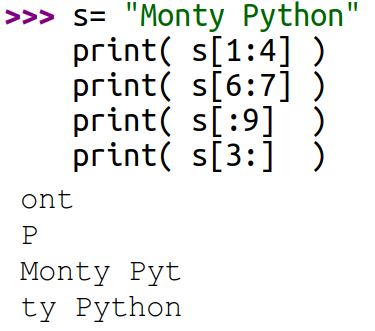 >>> s= "Monty Python"
print( s[1:4] )
print( s[6:7] )
print( s[:9]  )
print( s[3:]  )
ont
P
Monty Pyt
ty Python